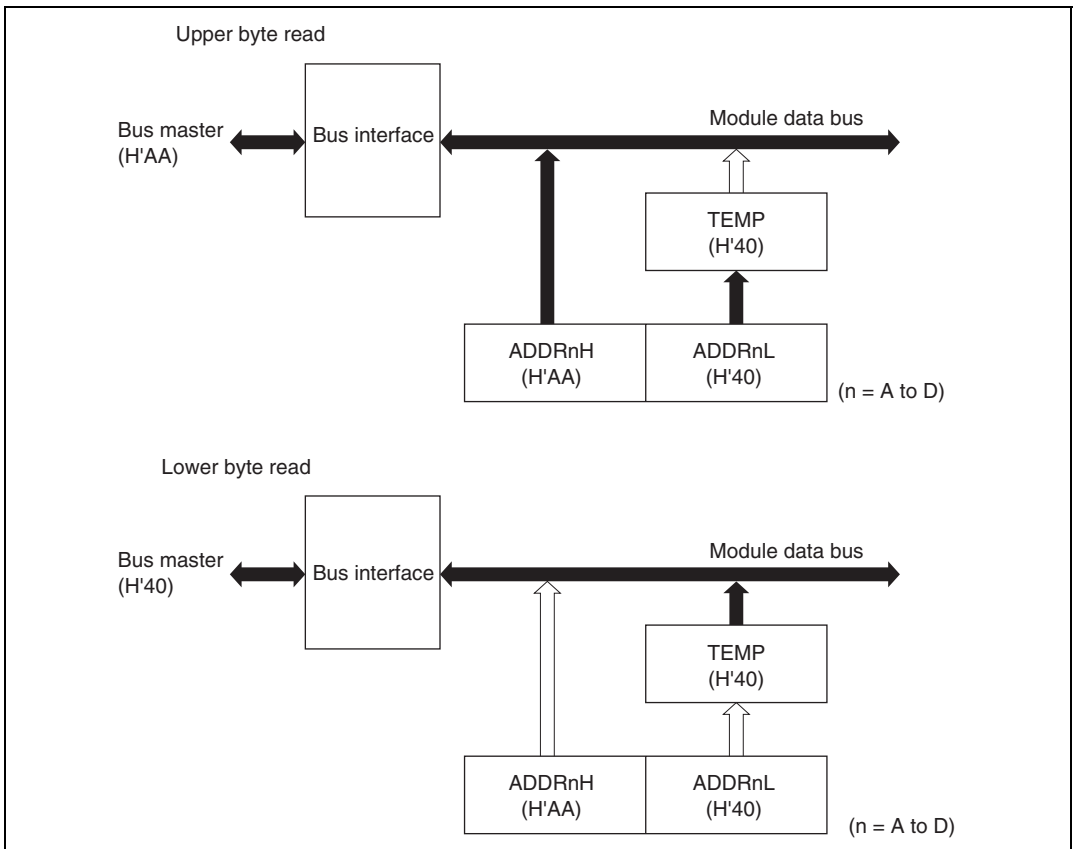 Upper byte read
Bus master
(H'AA)
Bus interface
Module data bus
TEMP
(H'40)
ADDRnH
(H'AA)
ADDRnL
(H'40)
(n = A to D)
Lower byte read
Bus master
(H'40)
Bus interface
Module data bus
TEMP
(H'40)
ADDRnH
(H'AA)
ADDRnL
(H'40)
(n = A to D)